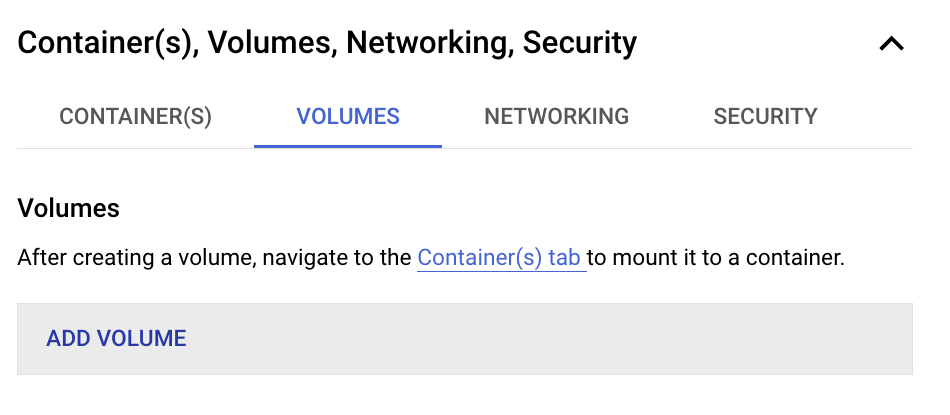 Container(s), Volumes, Networking, Security
CONTAINER(S) VOLUMES NETWORKING SECURITY
Volumes
After creating a volume, navigate to the Container(s) tab to mount it to a container.
ADD VOLUME